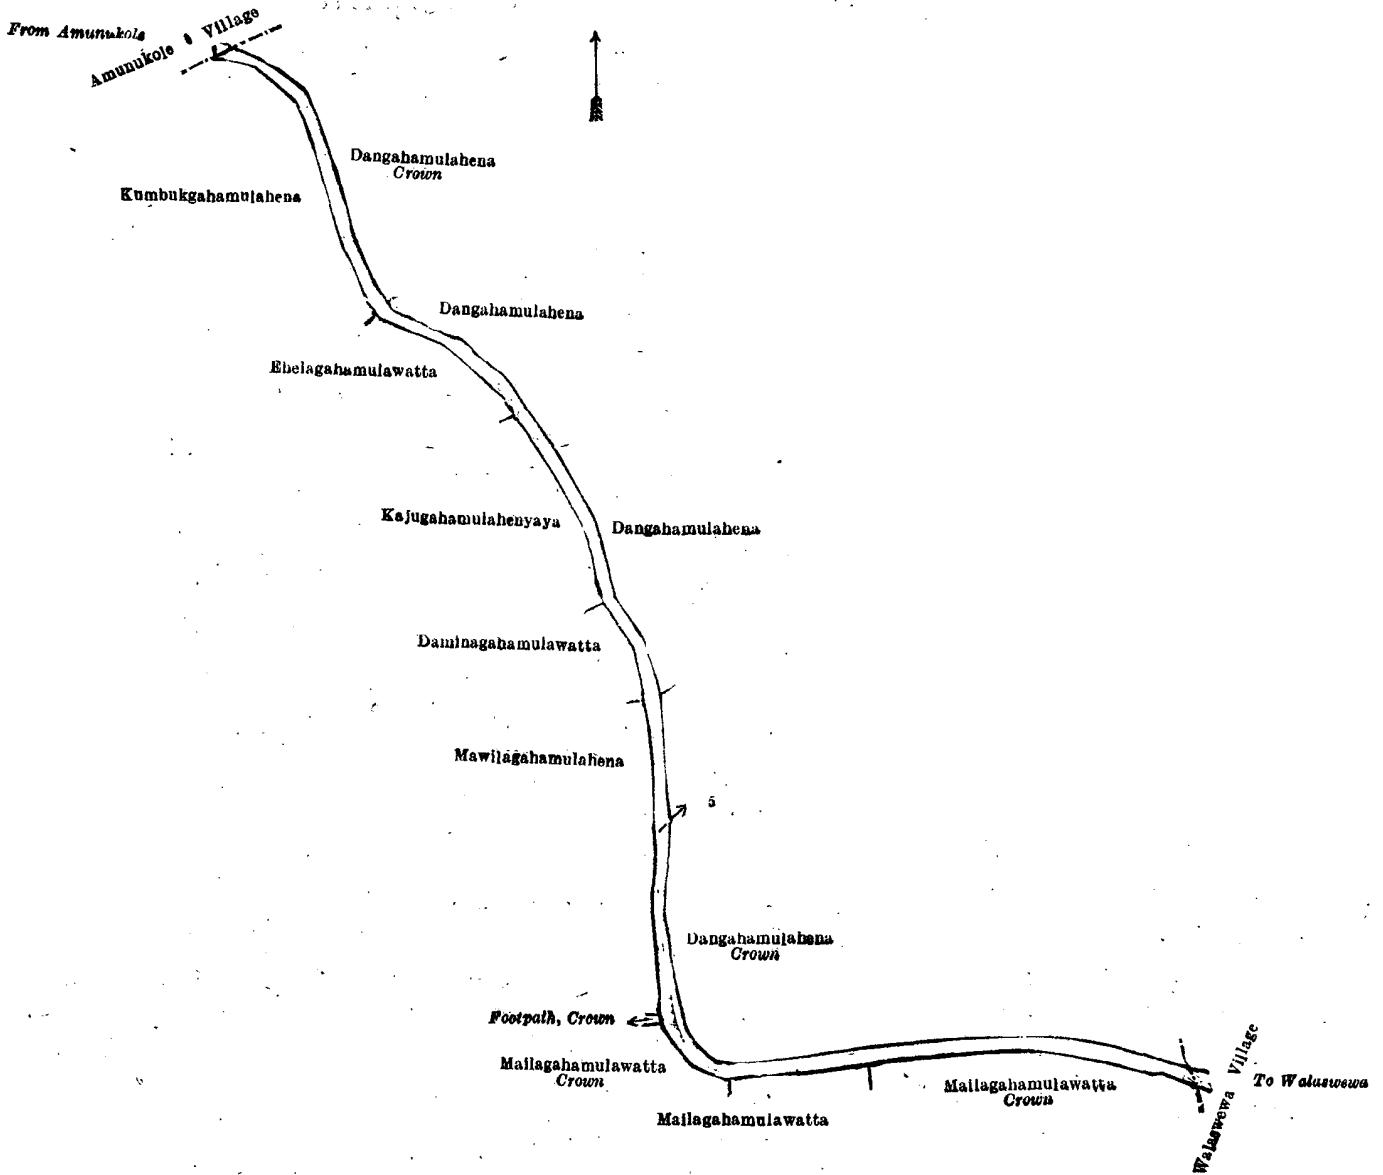 From Amunukole
Amunukole Village
Dangahamulahena
Crown
Kumbukgahamulahena
Dangahamulahena
Ehelagahamulawatta
Kajugahamulahenyaya
Dangahamulahena
Daminagahamulawatta
Mawilagahamulahena
5
Dangahamulahena
Crown
Footpath, Crown
Mailagahamulawatta
Crown
Mailagahamulawatta
Crown
Mailagahamulawatta
Walaswewa Village
To Walaswewa